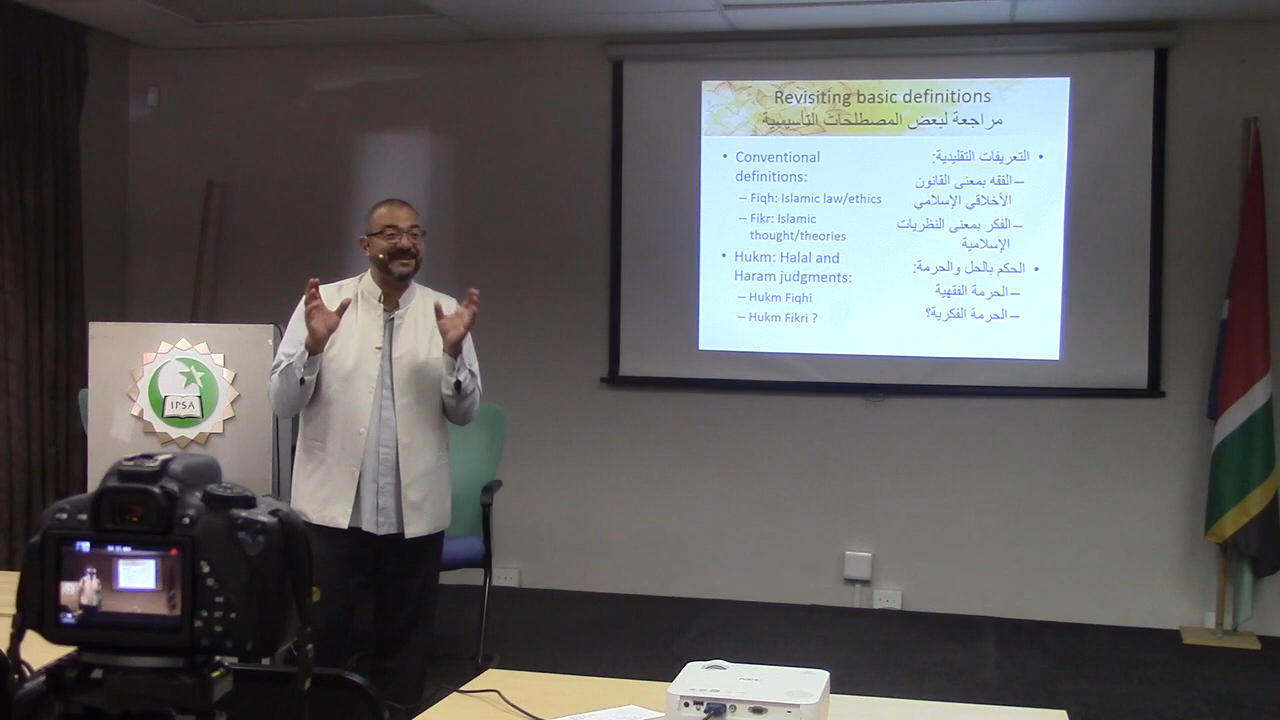 Revisiting basic definitions
مراجعة لبعض المصطلحات التأسيسية
• Conventional
definitions:
– Fiqh: Islamic law/ethics
– Fikr: Islamic
thought/theories
• Hukm: Halal and
Haram judgments:
– Hukm Fiqhi
– Hukm Fikri ?
• التعريفات التقليدية:
– الفقه بمعنى القانون
الأخلاقي الإسلامي
– الفكر بمعنى النظريات
الإسلامية
• الحكم بالحل والحرمة:
– الحرمة الفقهية
– الحرمة الفكرية؟
IPSA
NEC